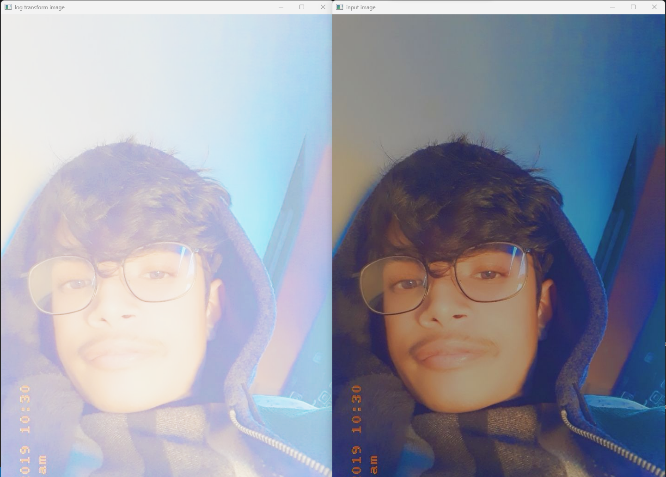 log transform image
input image
019 10:30
am
019 10:30
am